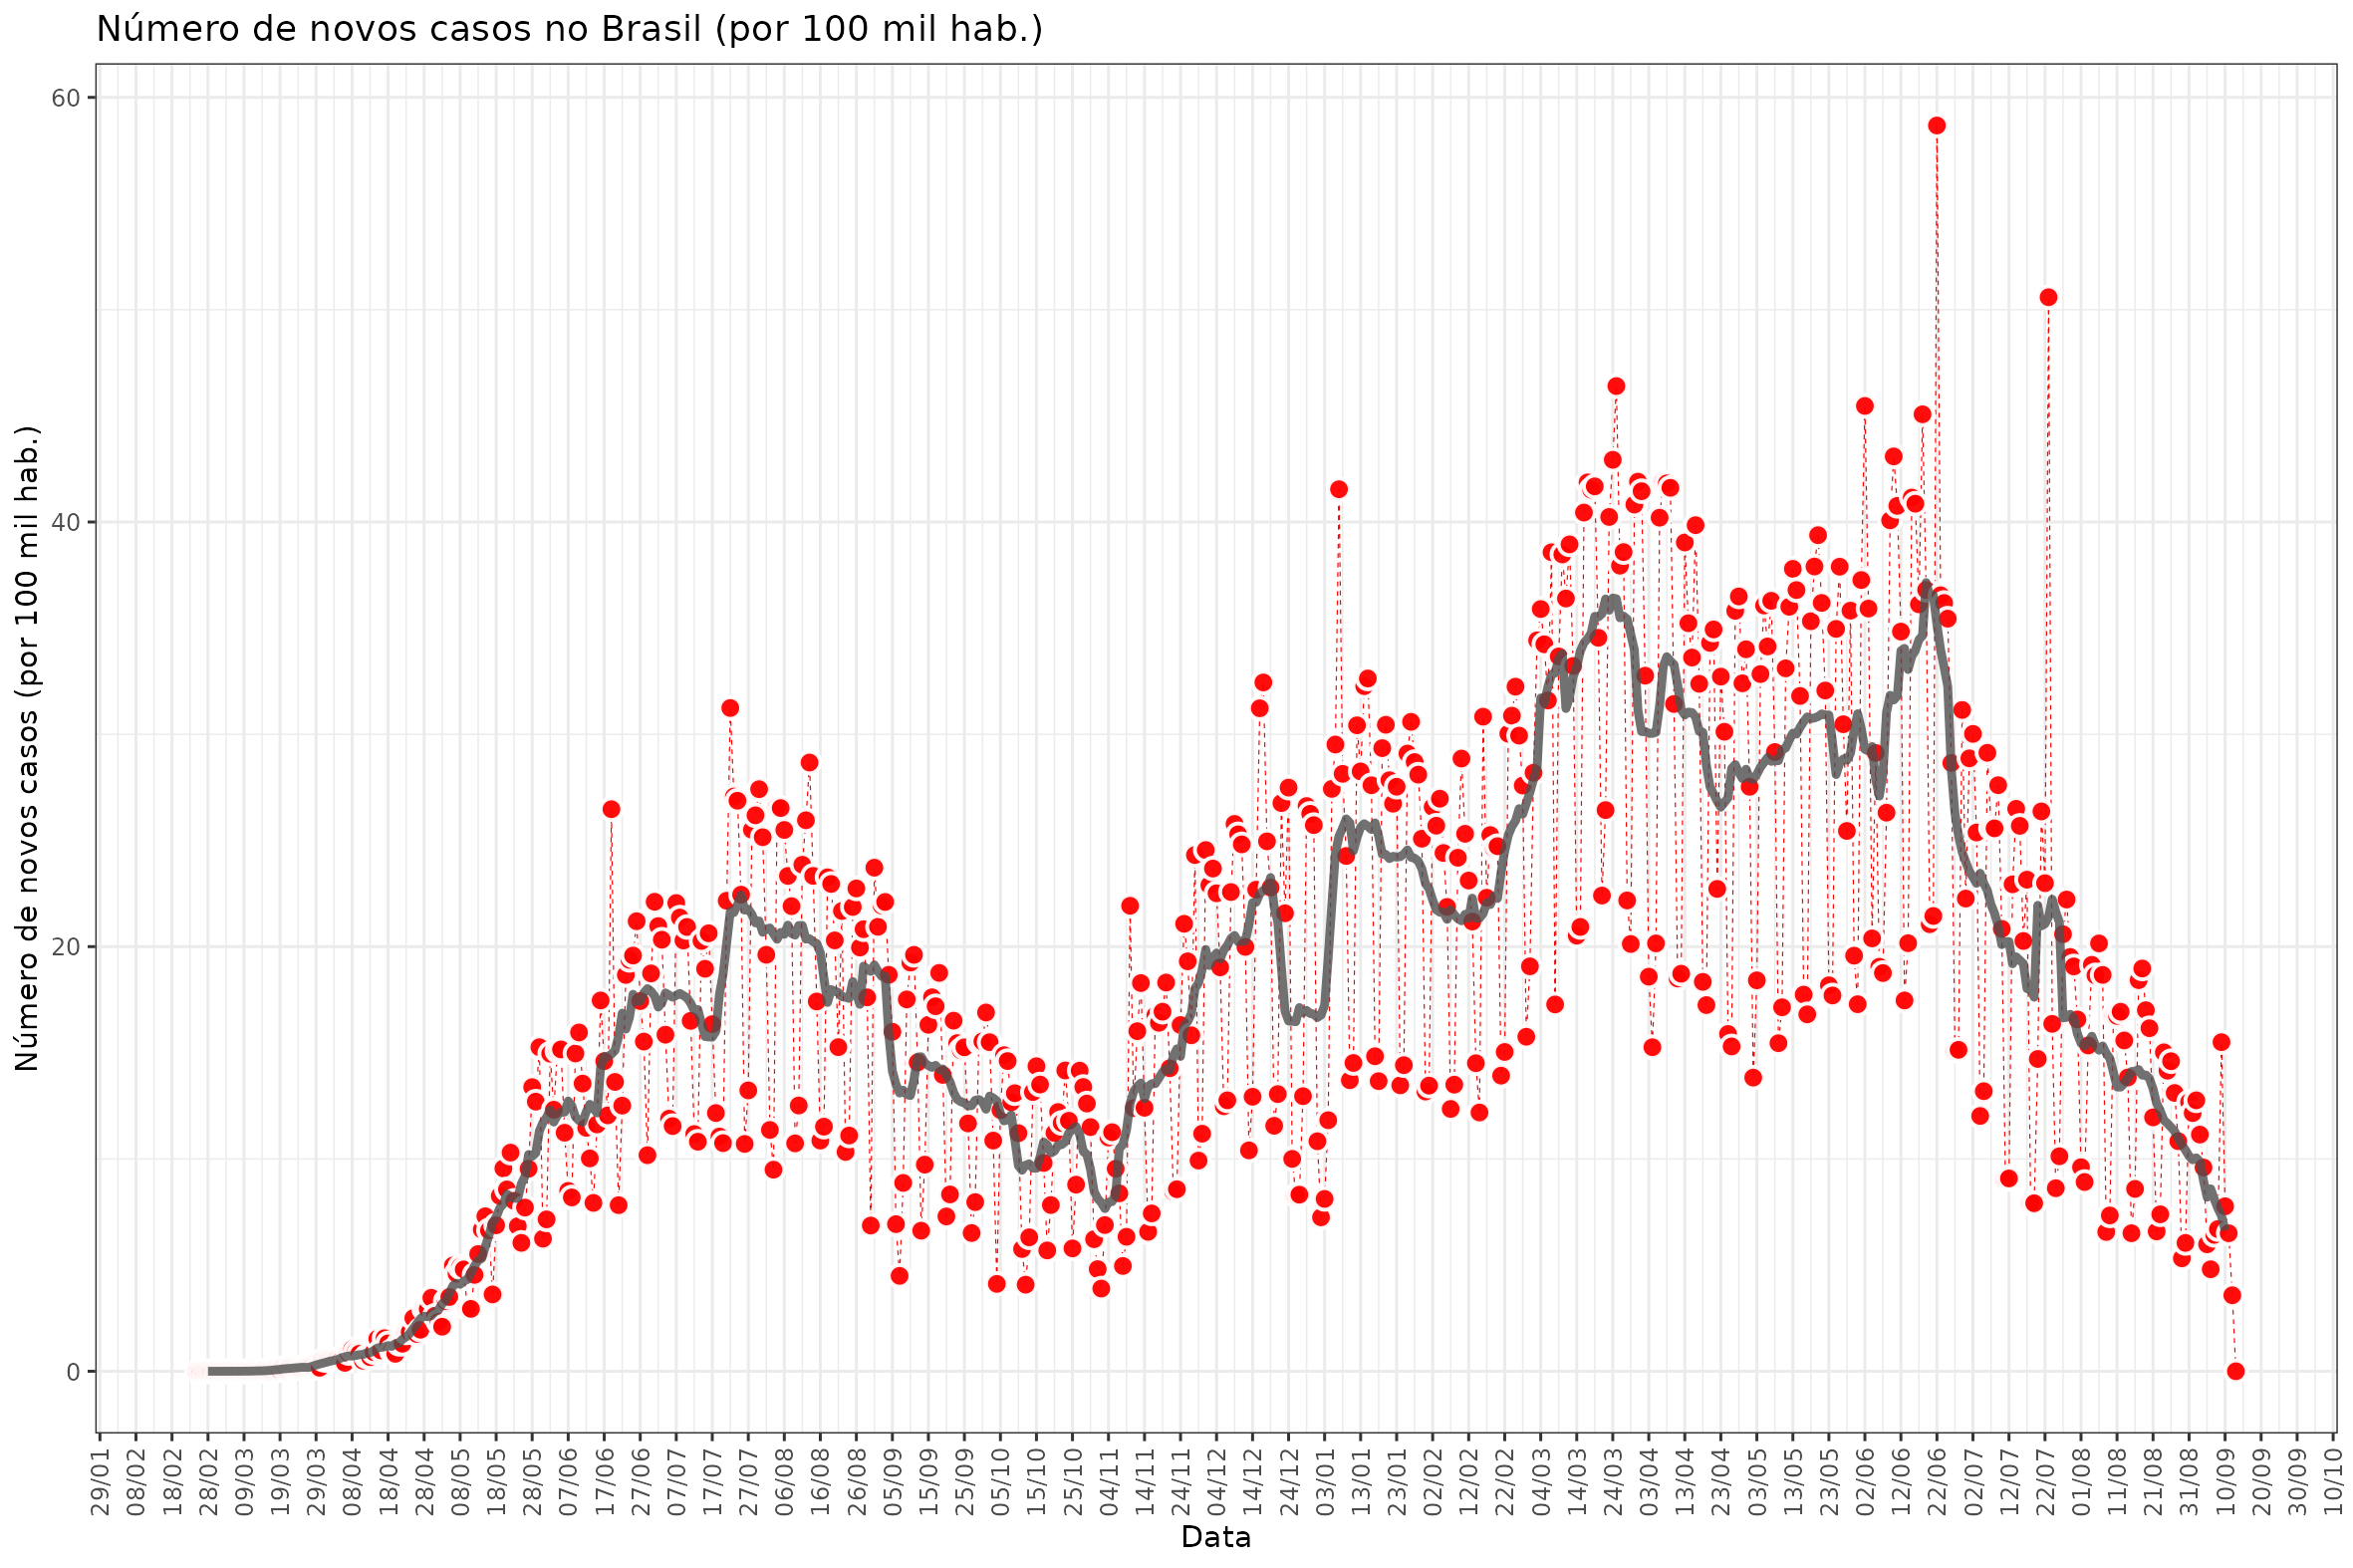 Número de novos casos no Brasil (por 100 mil hab.)
Número de novos casos (por 100 mil hab.)
60
40
20
0
29/01 08/02 18/02 28/02 09/03 19/03 29/03 08/04 18/04 28/04 08/05 18/05 28/05 07/06 17/06 27/06 07/07 17/07 27/07 06/08 16/08 26/08 05/09 15/09 25/09 05/10 15/10 25/10 04/11 14/11 24/11 04/12 14/12 24/12 03/01 13/01 23/01 02/02 12/02 22/02 04/03 14/03 24/03 03/04 13/04 23/04 03/05 13/05 23/05 02/06 12/06 22/06 02/07 12/07 22/07 01/08 11/08 21/08 31/08 10/09 20/09 30/09 10/10
Data